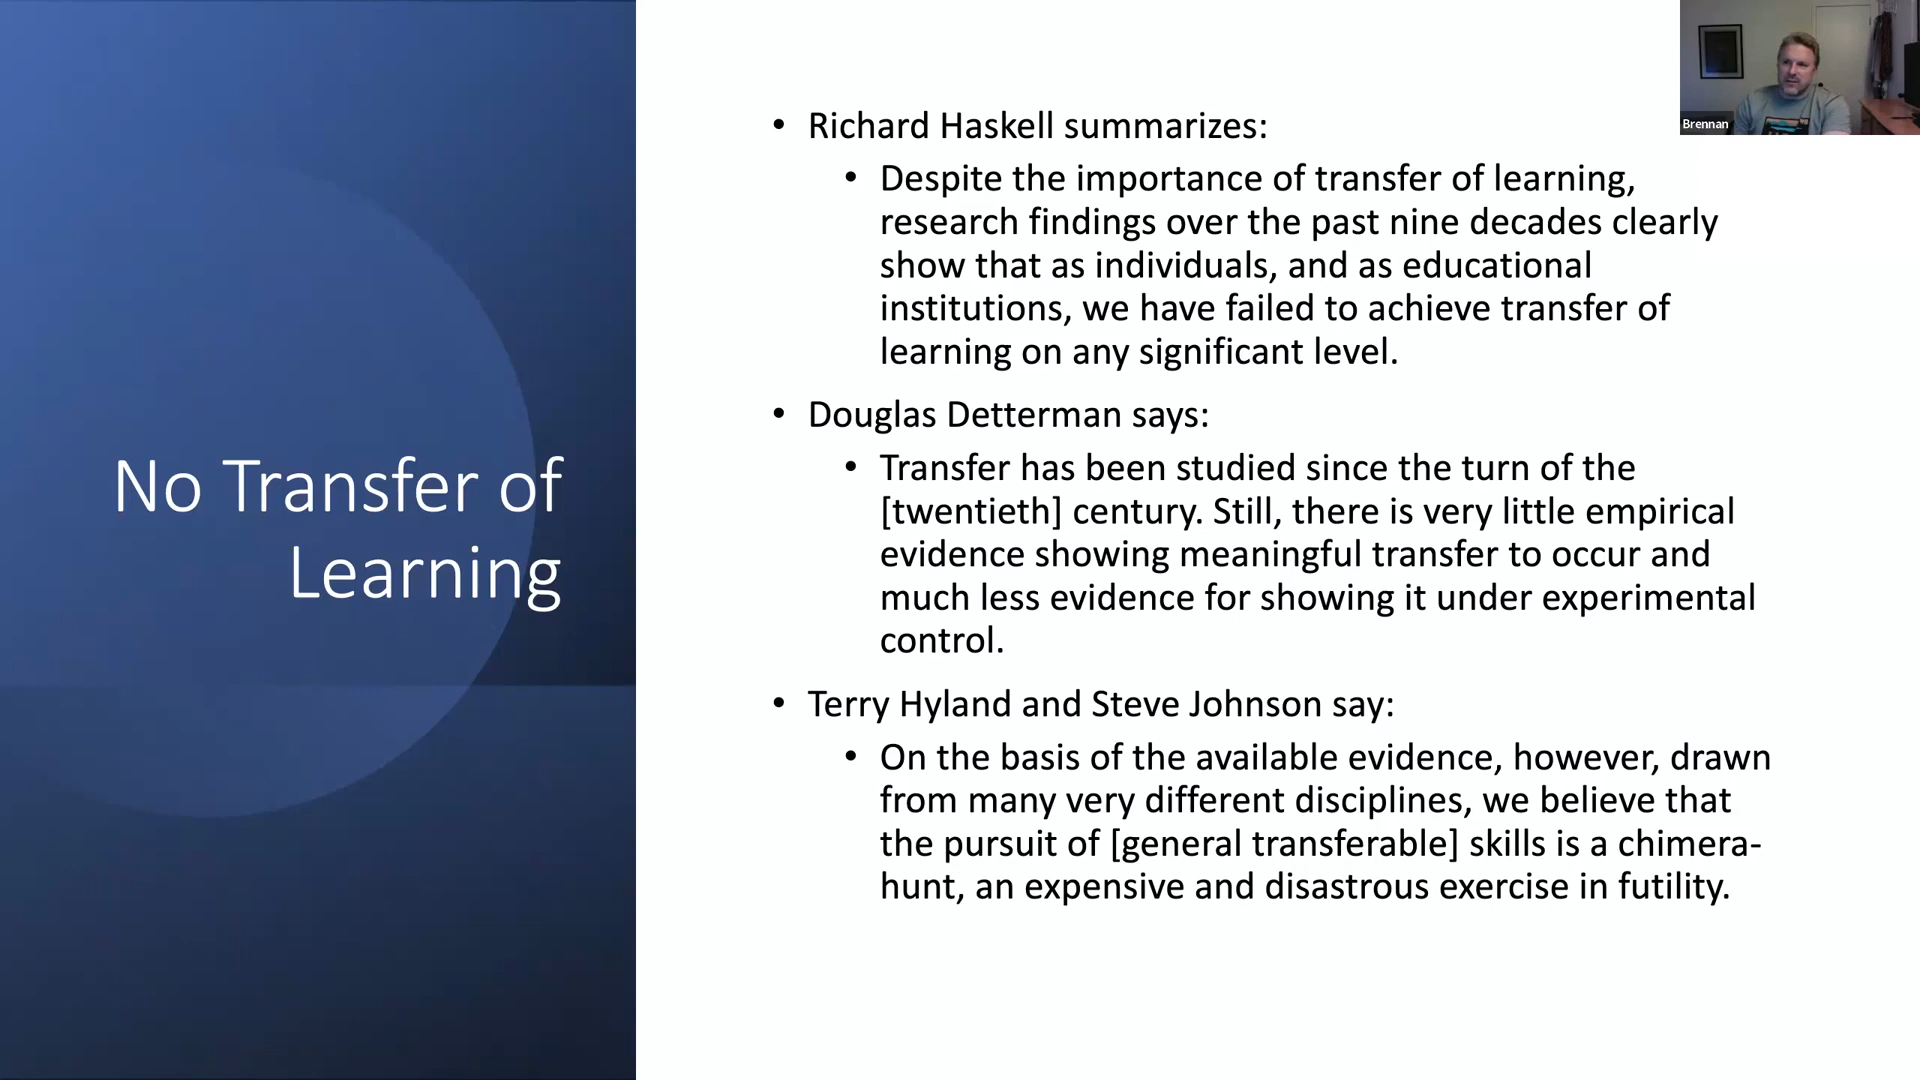 No Transfer of
Learning
• Richard Haskell summarizes:
• Despite the importance of transfer of learning,
research findings over the past nine decades clearly
show that as individuals, and as educational
institutions, we have failed to achieve transfer of
learning on any significant level.
• Douglas Detterman says:
• Transfer has been studied since the turn of the
[twentieth] century. Still, there is very little empirical
evidence showing meaningful transfer to occur and
much less evidence for showing it under experimental
control.
• Terry Hyland and Steve Johnson say:
• On the basis of the available evidence, however, drawn
from many very different disciplines, we believe that
the pursuit of [general transferable] skills is a chimera-
hunt, an expensive and disastrous exercise in futility.
Brennan